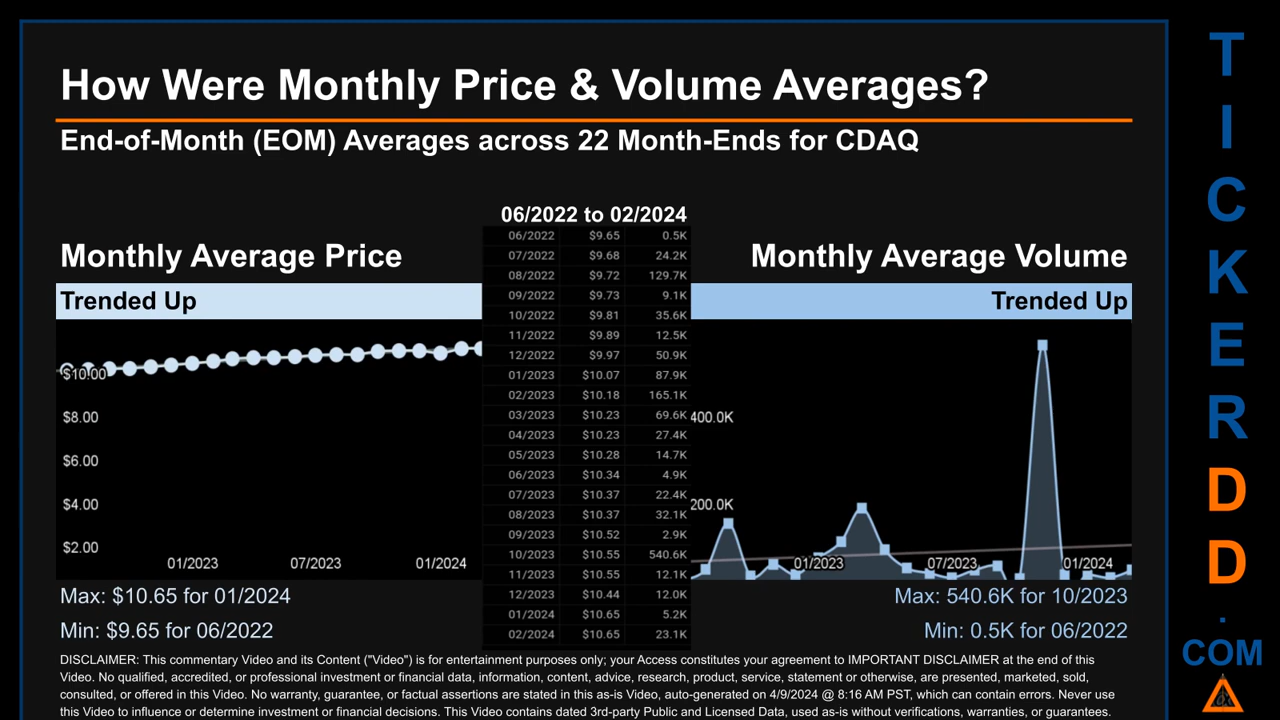 How Were Monthly Price & Volume Averages?
End-of-Month (EOM) Averages across 22 Month-Ends for CDAQ
06/2022 to 02/2024
Monthly Average Price
Trended Up
$10.00
$8.00
$6.00
$4.00
$2.00
01/2023 07/2023 01/2024
Max: $10.65 for 01/2024
Min: $9.65 for 06/2022
06/2022 $9.65 0.5K
07/2022 $9.68 24.2K
08/2022 $9.72 129.7K
09/2022 $9.73 9.1K
10/2022 $9.81 35.6K
11/2022 $9.89 12.5K
12/2022 $9.97 50.9K
01/2023 $10.07 87.9K
02/2023 $10.18 165.1K
03/2023 $10.23 69.6K
04/2023 $10.23 27.4K
05/2023 $10.28 14.7K
06/2023 $10.34 4.9K
07/2023 $10.37 22.4K
08/2023 $10.37 32.1K
09/2023 $10.52 2.9K
10/2023 $10.55 540.6K
11/2023 $10.55 12.1K
12/2023 $10.44 12.0K
01/2024 $10.65 5.2K
02/2024 $10.65 23.1K
Monthly Average Volume
Trended Up
400.0K
200.0K
01/2023 07/2023 01/2024
Max: 540.6K for 10/2023
Min: 0.5K for 06/2022
DISCLAIMER: This commentary Video and its Content ("Video") is for entertainment purposes only; your Access constitutes your agreement to IMPORTANT DISCLAIMER at the end of this
Video. No qualified, accredited, or professional investment or financial data, information, content, advice, research, product, service, statement or otherwise, are presented, marketed, sold,
consulted, or offered in this Video. No warranty, guarantee, or factual assertions are stated in this as-is Video, auto-generated on 4/9/2024 @ 8:16 AM PST, which can contain errors. Never use
this Video to influence or determine investment or financial decisions. This Video contains dated 3rd-party Public and Licensed Data, used as-is without verifications, warranties, or guarantees.
T
I
C
K
E
R
D
D
.
COM